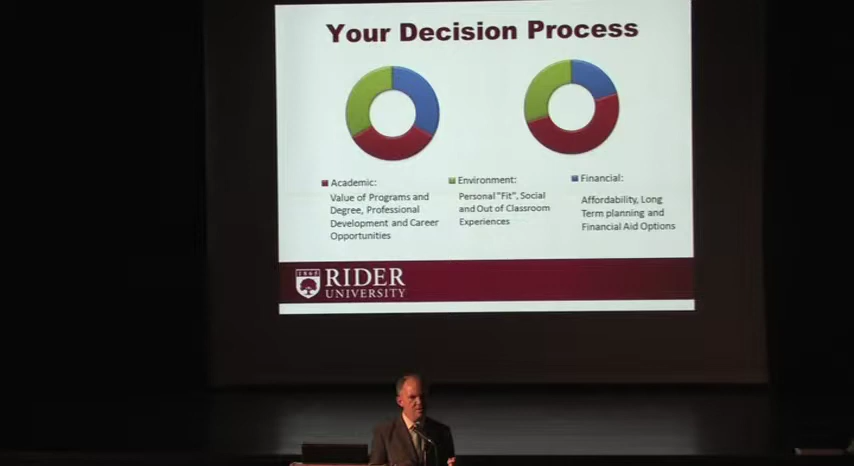 Your Decision Process
Academic:
Value of Programs and
Degree, Professional
Development and Career
Opportunities
Environment:
Personal "Fit", Social
and Out of Classroom
Experiences
Financial:
Affordability, Long
Term planning and
Financial Aid Options
1865
RIDER
UNIVERSITY